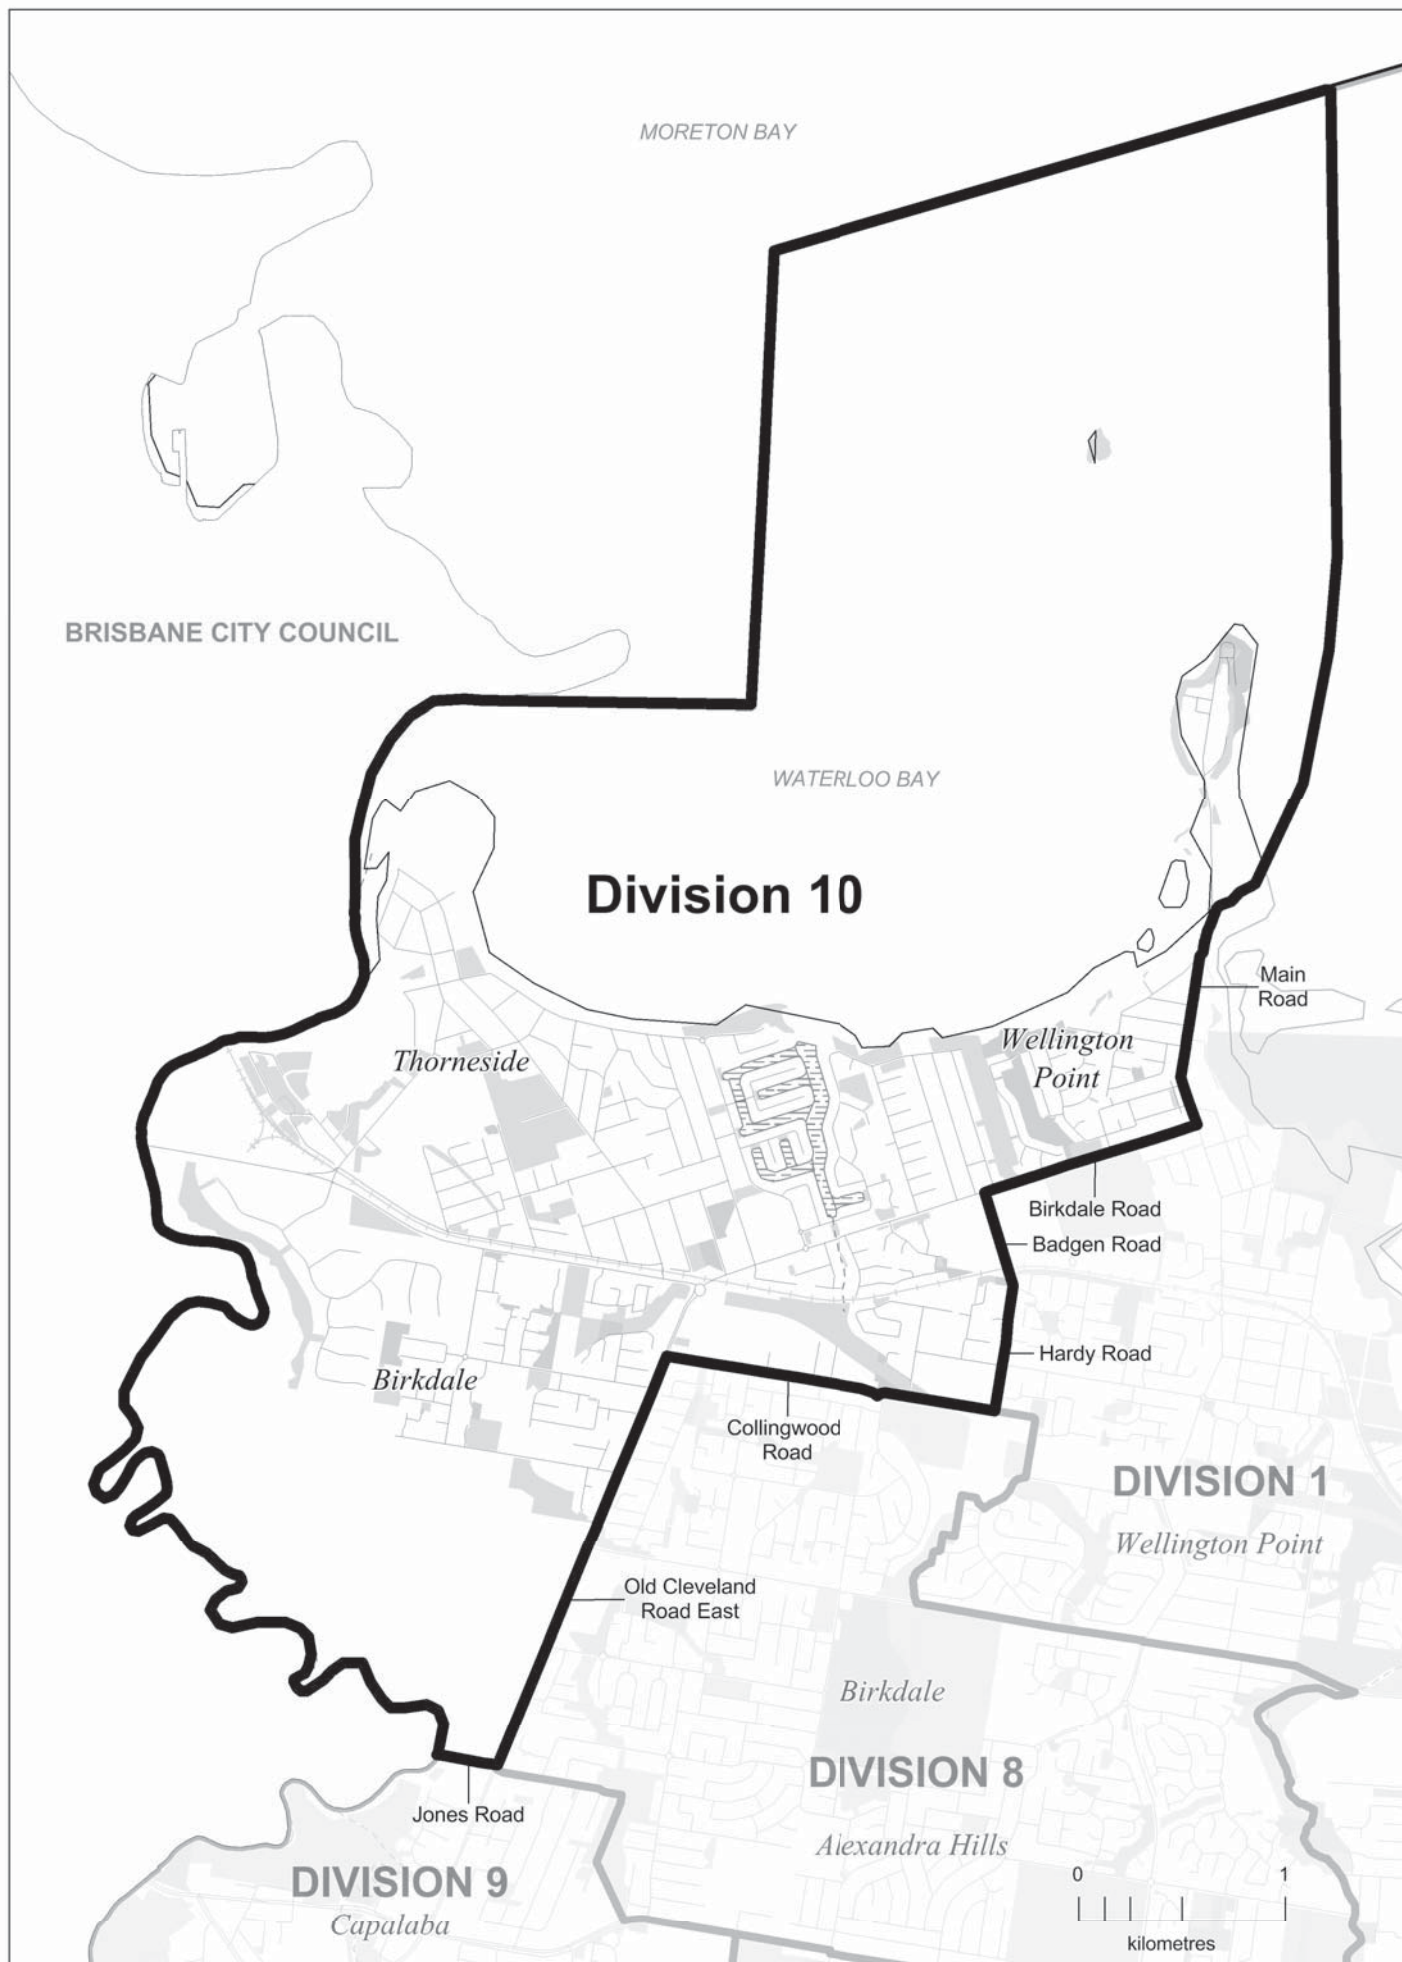 MORETON BAY
BRISBANE CITY COUNCIL
WATERLOO BAY
Division 10
Main
Road
Wellington
Point
Thorneside
Birkdale Road
Badgen Road
Hardy Road
Birkdale
Collingwood
Road
DIVISION 1
Wellington Point
Old Cleveland
Road East
Birkdale
DIVISION 8
Jones Road
Alexandra Hills
DIVISION 9
Capalaba
0 1
kilometres